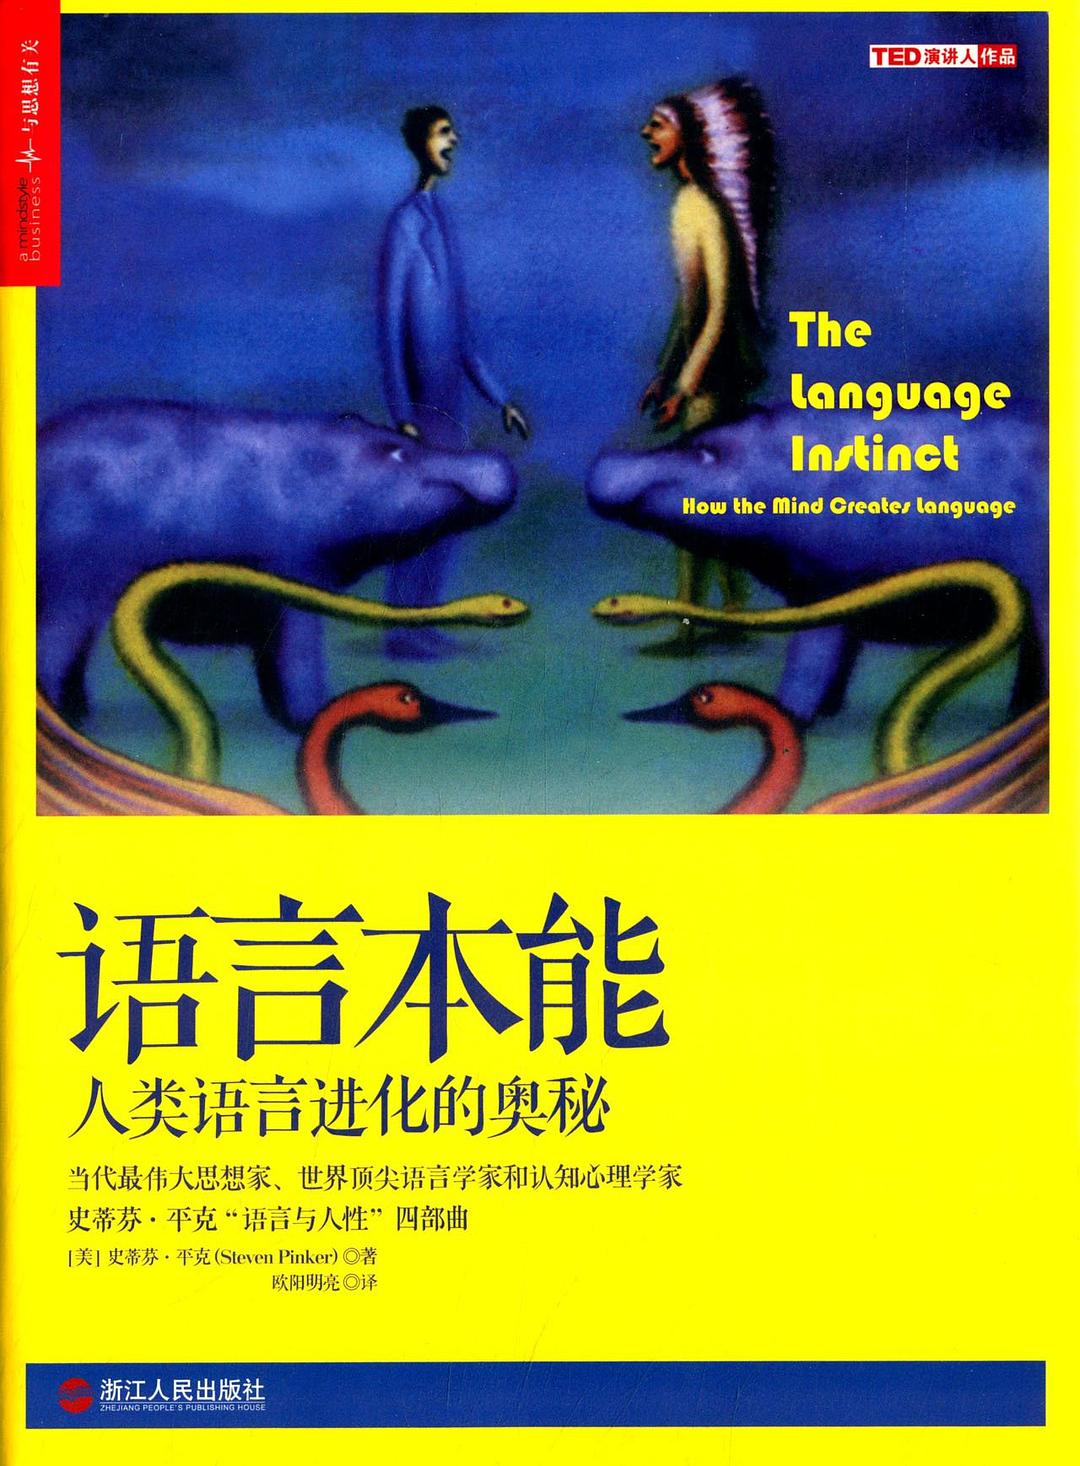 与思想有关
a mindstyle
business
TED演讲人作品
The
Language
Instinct
How the Mind Creates Language
语言本能
人类语言进化的奥秘
当代最伟大思想家、世界顶尖语言学家和认知心理学家
史蒂芬·平克“语言与人性”四部曲
[美] 史蒂芬·平克(Steven Pinker)◎著
欧阳明亮◎译
浙江人民出版社
ZHEJIANG PEOPLE'S PUBLISHING HOUSE